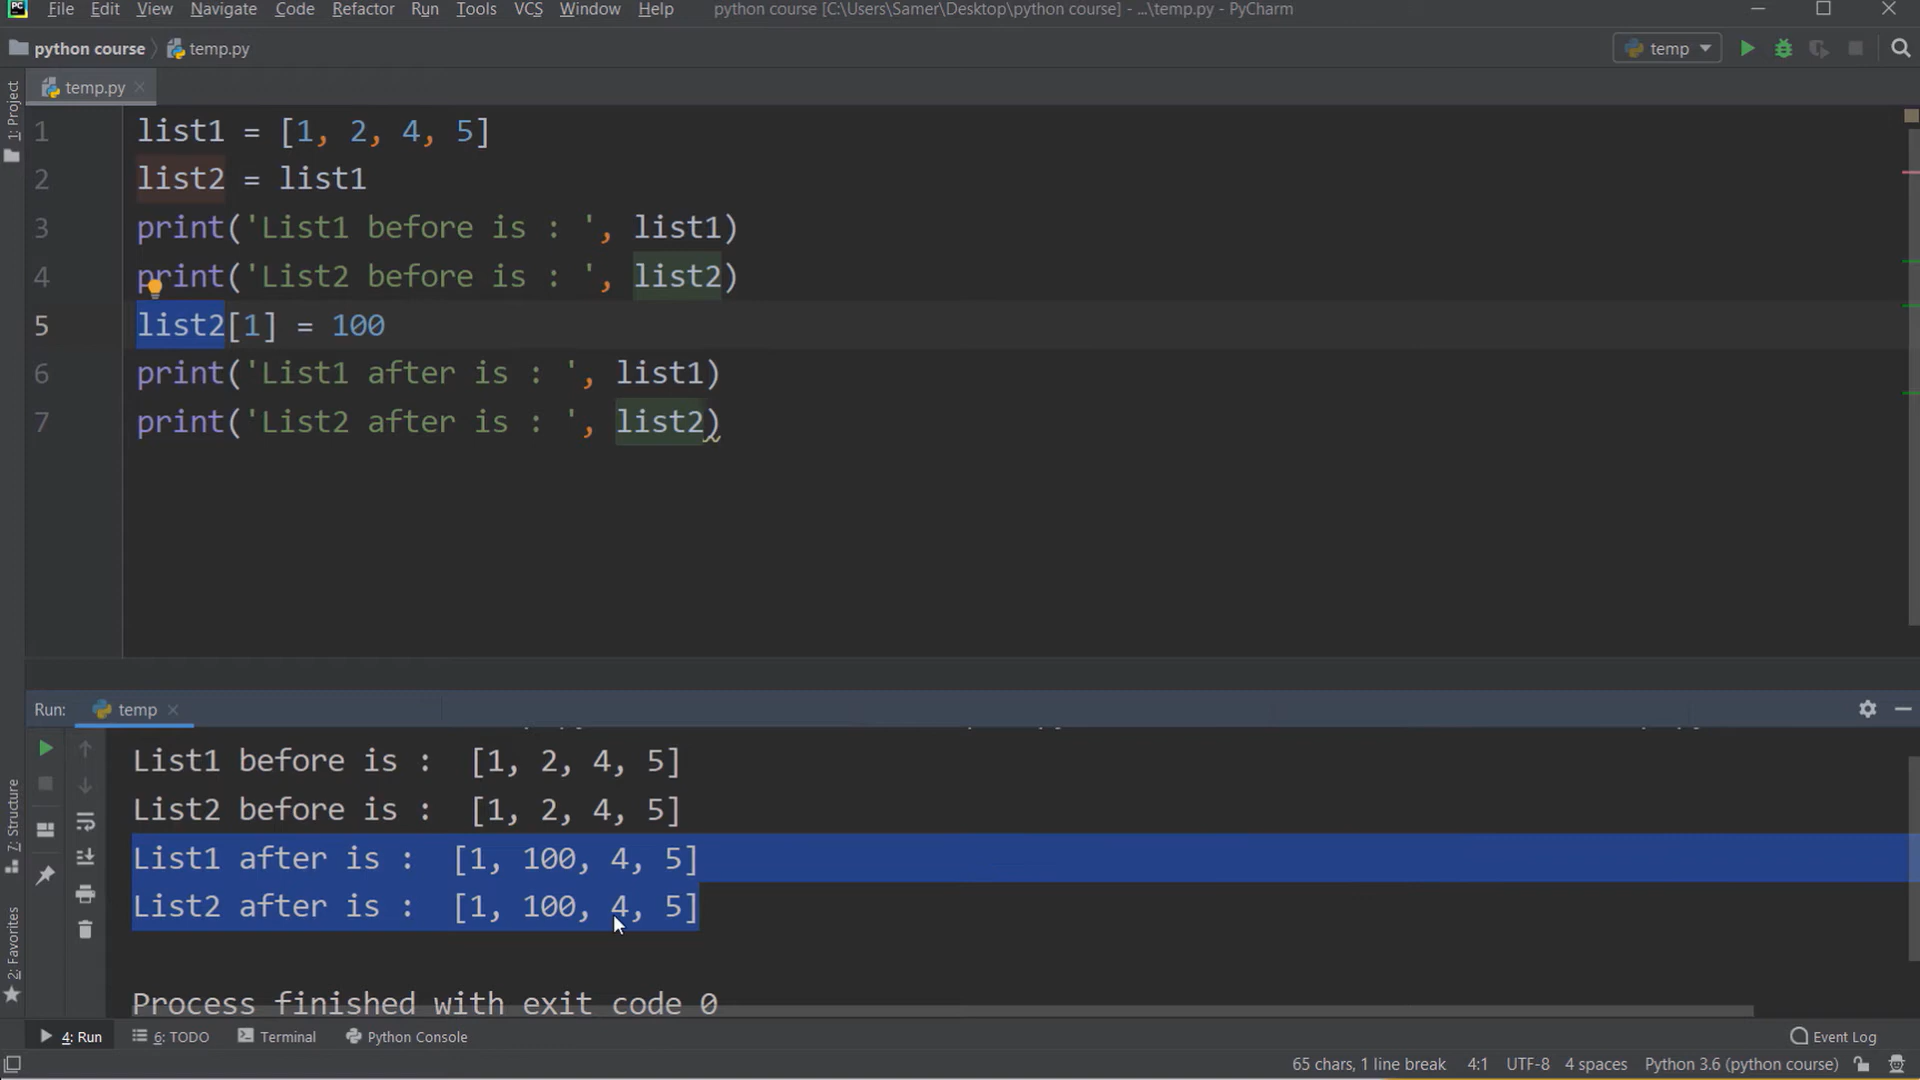 PC File Edit View Navigate Code Refactor Run Tools VCS Window Help python course [C:\Users\Samer\Desktop\python course] - ...\temp.py - PyCharm
python course temp.py temp
temp.py
1: Project
1 list1 = [1, 2, 4, 5]
2 list2 = list1
3 print('List1 before is : ', list1)
4 print('List2 before is : ', list2)
5 list2[1] = 100
6 print('List1 after is : ', list1)
7 print('List2 after is : ', list2)
Run: temp
List1 before is :  [1, 2, 4, 5]
List2 before is :  [1, 2, 4, 5]
List1 after is :  [1, 100, 4, 5]
List2 after is :  [1, 100, 4, 5]
Process finished with exit code 0
7: Structure
2: Favorites
4: Run 6: TODO Terminal Python Console Event Log
65 chars, 1 line break 4:1 UTF-8 4 spaces Python 3.6 (python course)